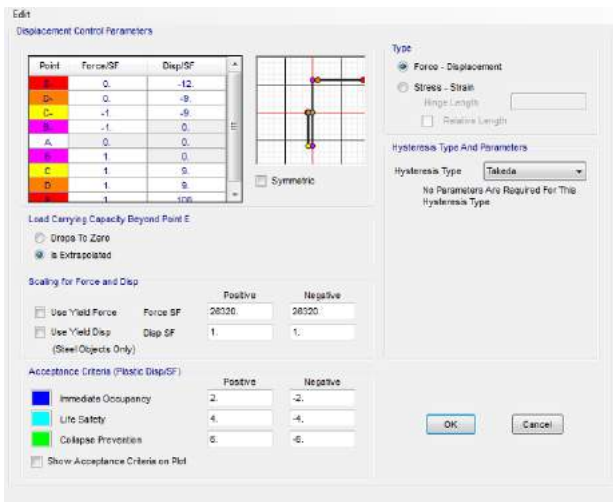 Edit
Displacement Control Parameters
Point Force/SF Disp/SF
E- 0. -12.
D- 0. -9.
C- -1. -9.
B- -1. 0.
A 0. 0.
B 1. 0.
C 1. 9.
D 1. 9.
E 1. 108.
Symmetric
Load Carrying Capacity Beyond Point E
Drops To Zero
Is Extrapolated
Scaling for Force and Disp
Positive Negative
Use Yield Force Force SF 26320. 26320.
Use Yield Disp Disp SF 1. 1.
(Steel Objects Only)
Acceptance Criteria (Plastic Disp/SF)
Positive Negative
Immediate Occupancy 2. -2.
Life Safety 4. -4.
Collapse Prevention 6. -6.
Show Acceptance Criteria on Plot
Type
Force - Displacement
Stress - Strain
Hinge Length
Relative Length
Hysteresis Type And Parameters
Hysteresis Type Takeda
No Parameters Are Required For This
Hysteresis Type
OK Cancel